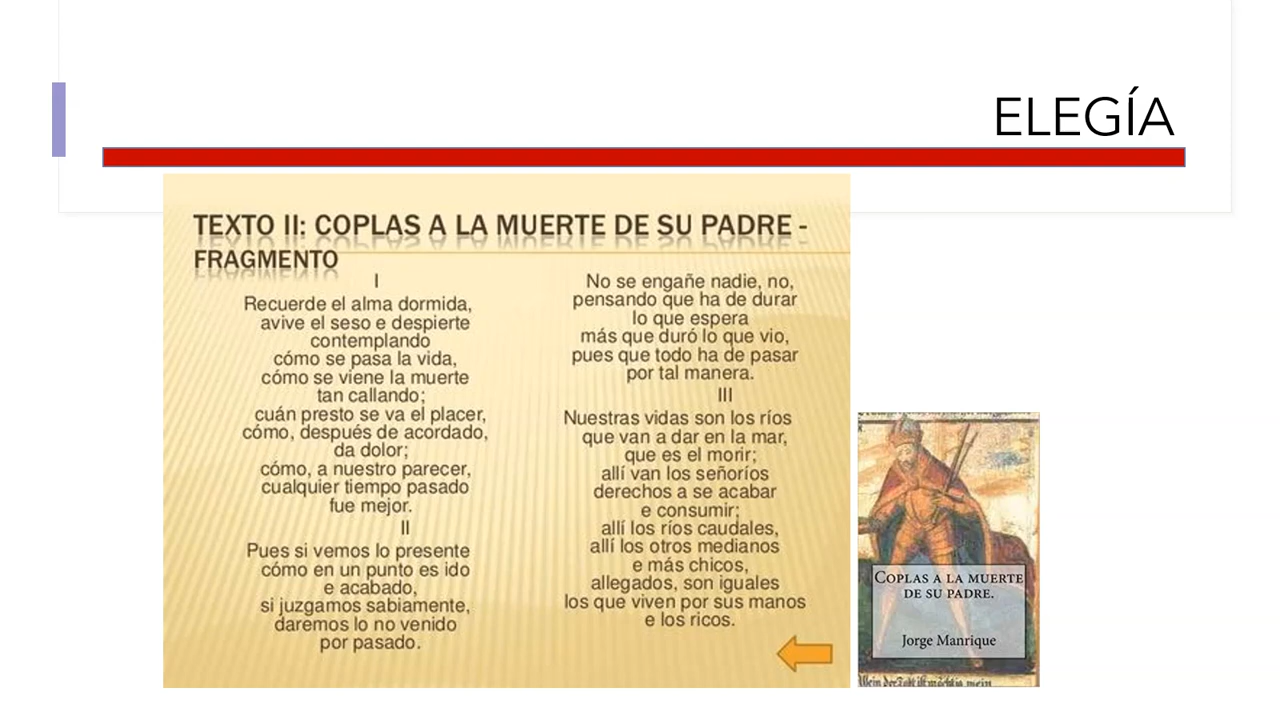 ELEGÍA
TEXTO II: COPLAS A LA MUERTE DE SU PADRE -
FRAGMENTO
I
Recuerde el alma dormida,
avive el seso e despierte
contemplando
cómo se pasa la vida,
cómo se viene la muerte
tan callando;
cuán presto se va el placer,
cómo, después de acordado,
da dolor;
cómo, a nuestro parecer,
cualquier tiempo pasado
fue mejor.
II
Pues si vemos lo presente
cómo en un punto es ido
e acabado,
si juzgamos sabiamente,
daremos lo no venido
por pasado.
No se engañe nadie, no,
pensando que ha de durar
lo que espera
más que duró lo que vio,
pues que todo ha de pasar
por tal manera.
III
Nuestras vidas son los ríos
que van a dar en la mar,
que es el morir;
allí van los señoríos
derechos a se acabar
e consumir;
allí los ríos caudales,
allí los otros medianos
e más chicos,
allegados, son iguales
los que viven por sus manos
e los ricos.
COPLAS A LA MUERTE
DE SU PADRE.
Jorge Manrique